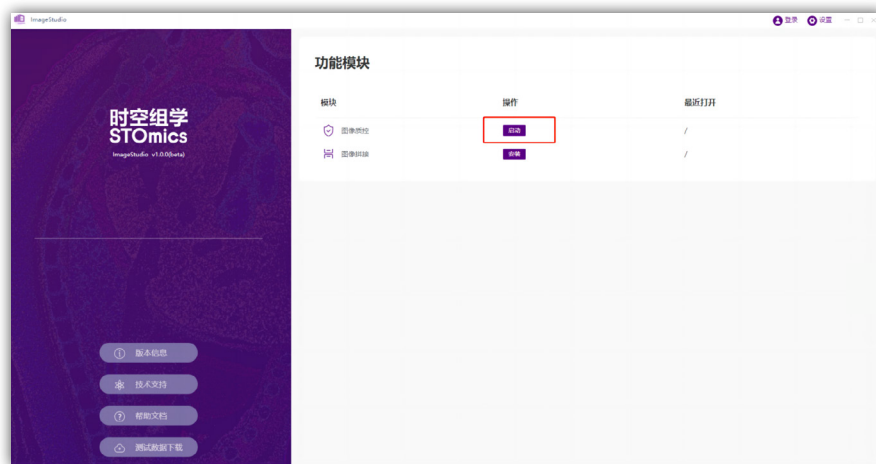 ImageStudio
登录 设置
时空组学
STOmics
ImageStudio v1.0.0(beta)
版本信息
技术支持
帮助文档
测试数据下载
功能模块
模块 操作 最近打开
图像质控 启动 /
图像拼接 安装 /